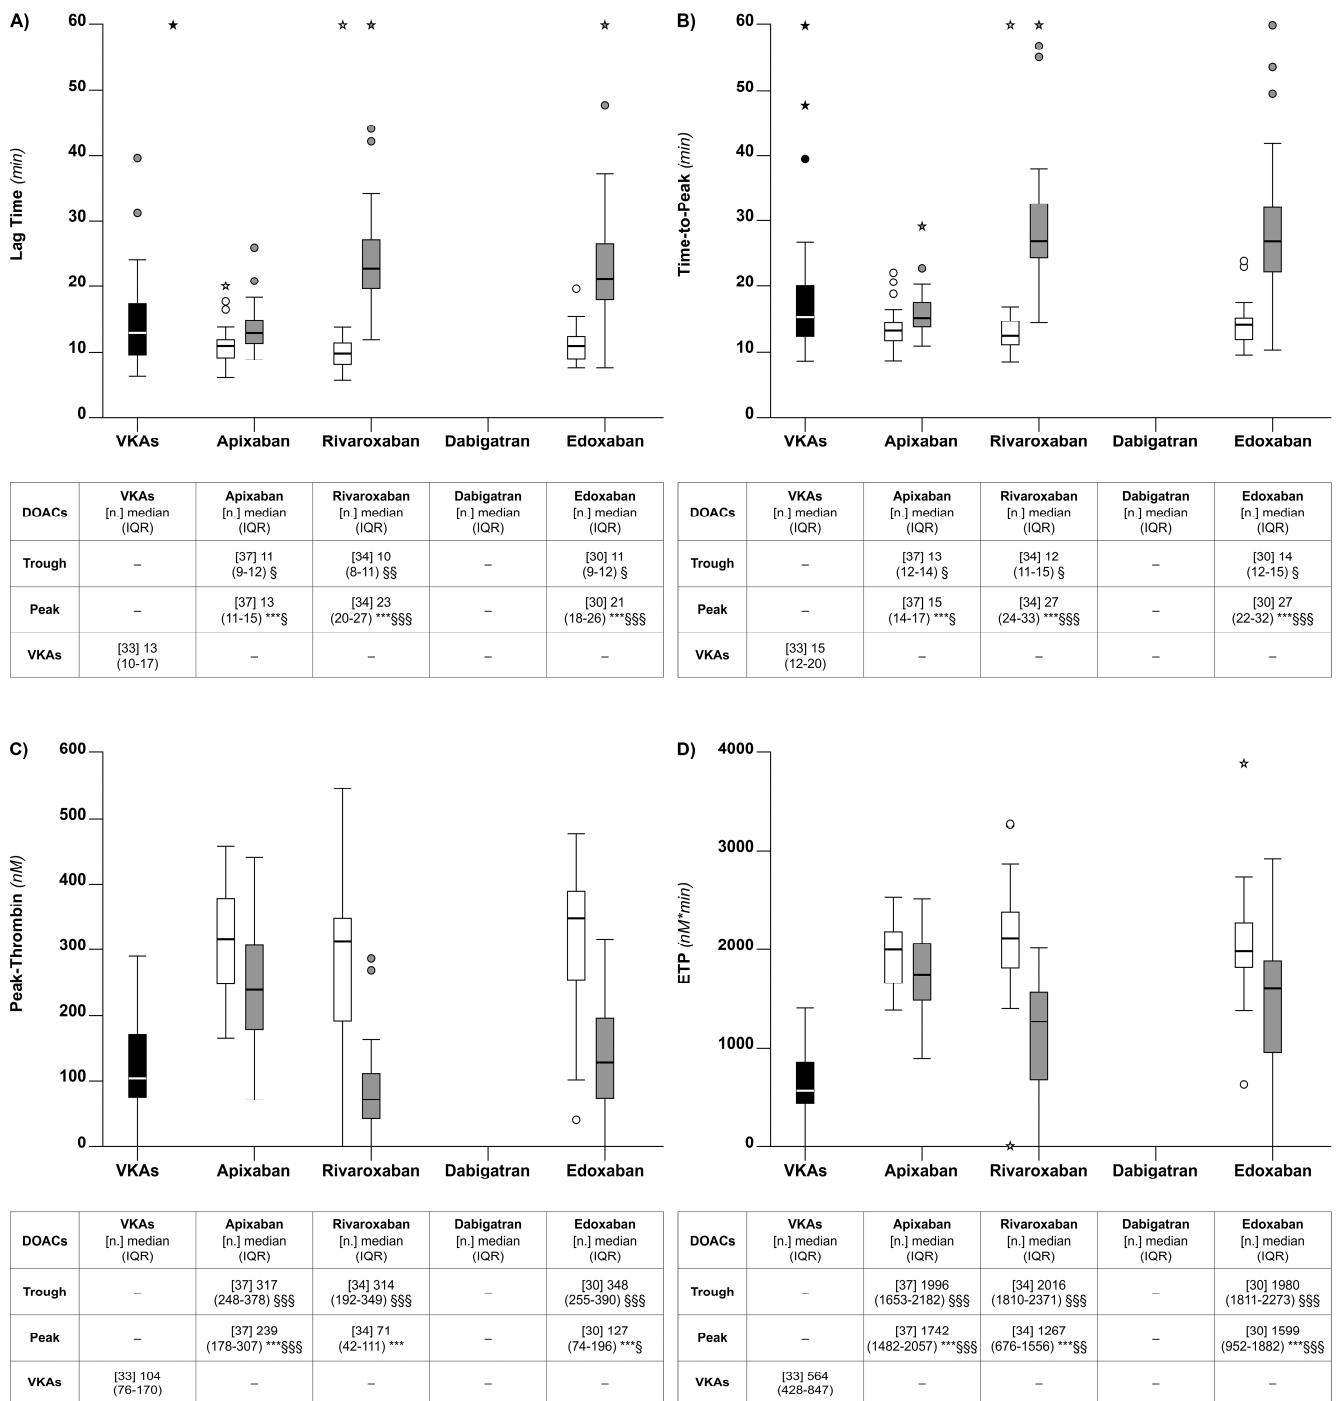 A)
60
50
40
30
20
10
0
Lag Time (min)
VKAs Apixaban Rivaroxaban Dabigatran Edoxaban
DOACs
VKAs
[n.] median
(IQR)
Apixaban
[n.] median
(IQR)
Rivaroxaban
[n.] median
(IQR)
Dabigatran
[n.] median
(IQR)
Edoxaban
[n.] median
(IQR)
Trough
–
[37] 11
(9-12) §
[34] 10
(8-11) §§
–
[30] 11
(9-12) §
Peak
–
[37] 13
(11-15) ***§
[34] 23
(20-27) ***§§§
–
[30] 21
(18-26) ***§§§
VKAs
[33] 13
(10-17)
–
–
–
–
B)
60
50
40
30
20
10
0
Time-to-Peak (min)
VKAs Apixaban Rivaroxaban Dabigatran Edoxaban
DOACs
VKAs
[n.] median
(IQR)
Apixaban
[n.] median
(IQR)
Rivaroxaban
[n.] median
(IQR)
Dabigatran
[n.] median
(IQR)
Edoxaban
[n.] median
(IQR)
Trough
–
[37] 13
(12-14) §
[34] 12
(11-15) §
–
[30] 14
(12-15) §
Peak
–
[37] 15
(14-17) ***§
[34] 27
(24-33) ***§§§
–
[30] 27
(22-32) ***§§§
VKAs
[33] 15
(12-20)
–
–
–
–
C)
600
500
400
300
200
100
0
Peak-Thrombin (nM)
VKAs Apixaban Rivaroxaban Dabigatran Edoxaban
DOACs
VKAs
[n.] median
(IQR)
Apixaban
[n.] median
(IQR)
Rivaroxaban
[n.] median
(IQR)
Dabigatran
[n.] median
(IQR)
Edoxaban
[n.] median
(IQR)
Trough
–
[37] 317
(248-378) §§§
[34] 314
(192-349) §§§
–
[30] 348
(255-390) §§§
Peak
–
[37] 239
(178-307) ***§§§
[34] 71
(42-111) ***
–
[30] 127
(74-196) ***§
VKAs
[33] 104
(76-170)
–
–
–
–
D)
4000
3000
2000
1000
0
ETP (nM*min)
VKAs Apixaban Rivaroxaban Dabigatran Edoxaban
DOACs
VKAs
[n.] median
(IQR)
Apixaban
[n.] median
(IQR)
Rivaroxaban
[n.] median
(IQR)
Dabigatran
[n.] median
(IQR)
Edoxaban
[n.] median
(IQR)
Trough
–
[37] 1996
(1653-2182) §§§
[34] 2016
(1810-2371) §§§
–
[30] 1980
(1811-2273) §§§
Peak
–
[37] 1742
(1482-2057) ***§§§
[34] 1267
(676-1556) ***§§
–
[30] 1599
(952-1882) ***§§§
VKAs
[33] 564
(428-847)
–
–
–
–